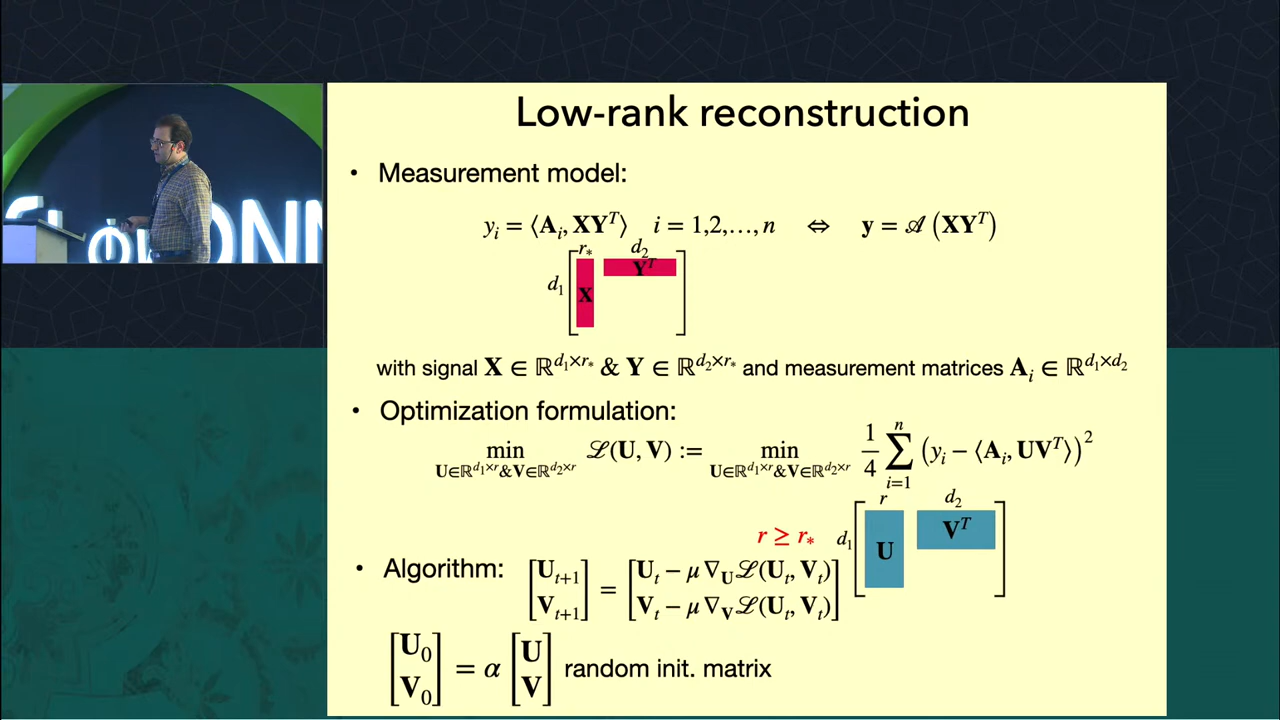 Low-rank reconstruction
• Measurement model:
yᵢ = ⟨Aᵢ, XYᵀ⟩ i = 1,2,…,n ⇔ y = 𝒜 (XYᵀ)
r* d₂
Yᵀ
d₁ X
with signal X ∈ ℝ^{d₁×r*} & Y ∈ ℝ^{d₂×r*} and measurement matrices Aᵢ ∈ ℝ^{d₁×d₂}
• Optimization formulation:
min_{U∈ℝ^{d₁×r}&V∈ℝ^{d₂×r}} ℒ(U, V) := min_{U∈ℝ^{d₁×r}&V∈ℝ^{d₂×r}} 1/4 ∑_{i=1}^{n} (yᵢ − ⟨Aᵢ, UVᵀ⟩)²
r d₂
r ≥ r* d₁ U Vᵀ
• Algorithm: [U_{t+1} V_{t+1}] = [U_t − μ∇_U ℒ(U_t, V_t) V_t − μ∇_V ℒ(U_t, V_t)]
[U₀ V₀] = α [U V] random init. matrix